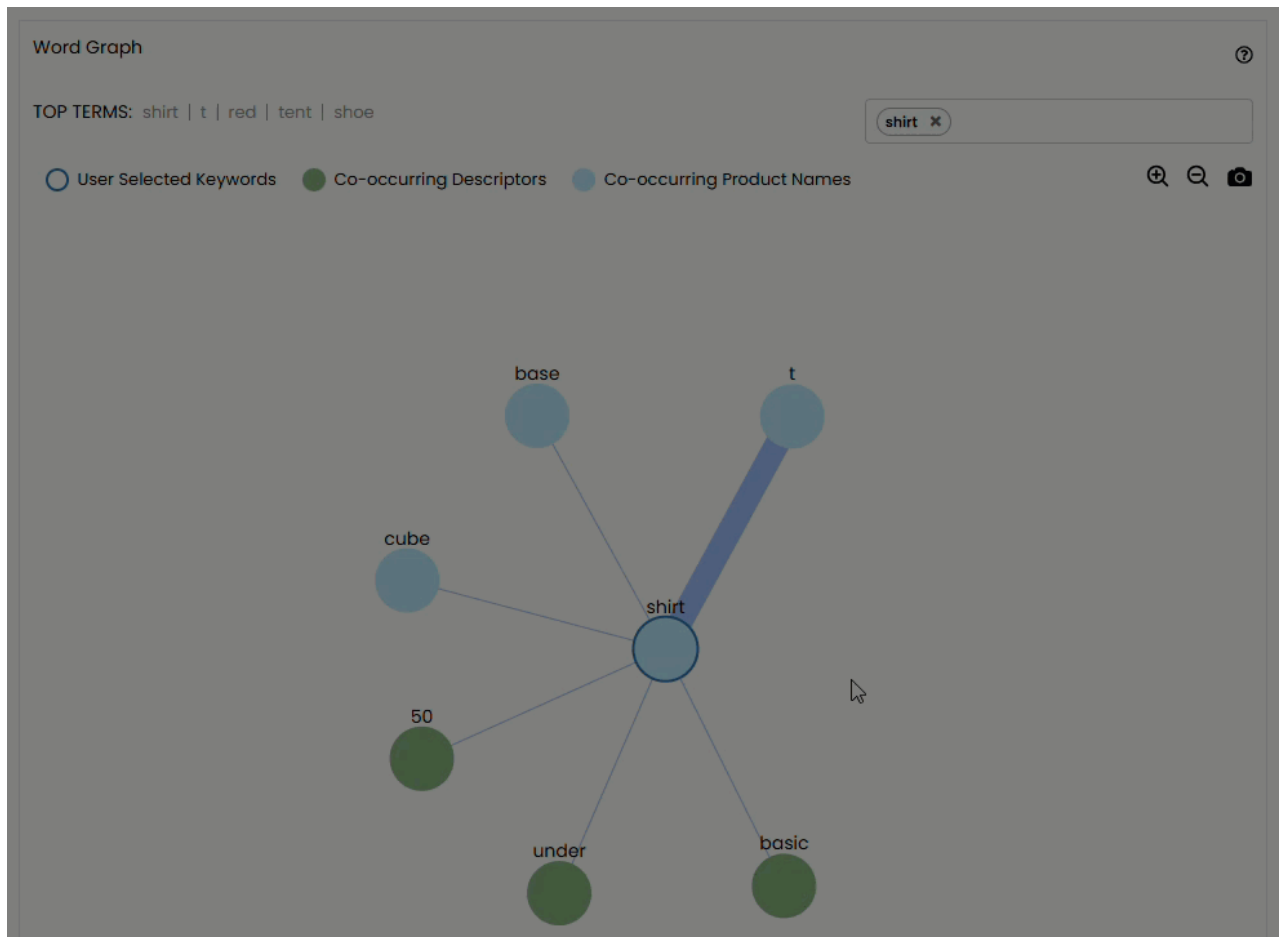 Word Graph
TOP TERMS: shirt | t | red | tent | shoe
shirt ✖
User Selected Keywords Co-occurring Descriptors Co-occurring Product Names
base t
cube
shirt
50
basic
under